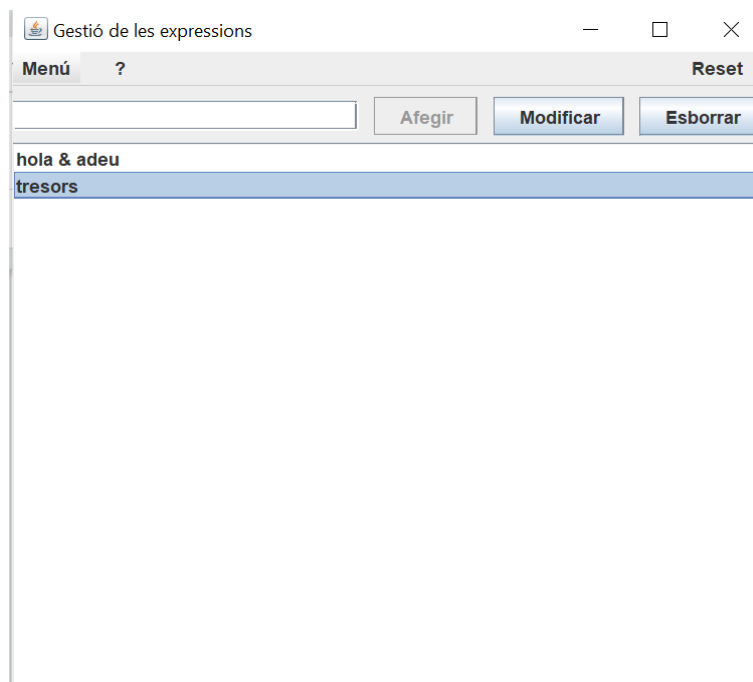 Gestió de les expressions
Menú ? Reset
Afegir Modificar Esborrar
hola & adeu
tresors